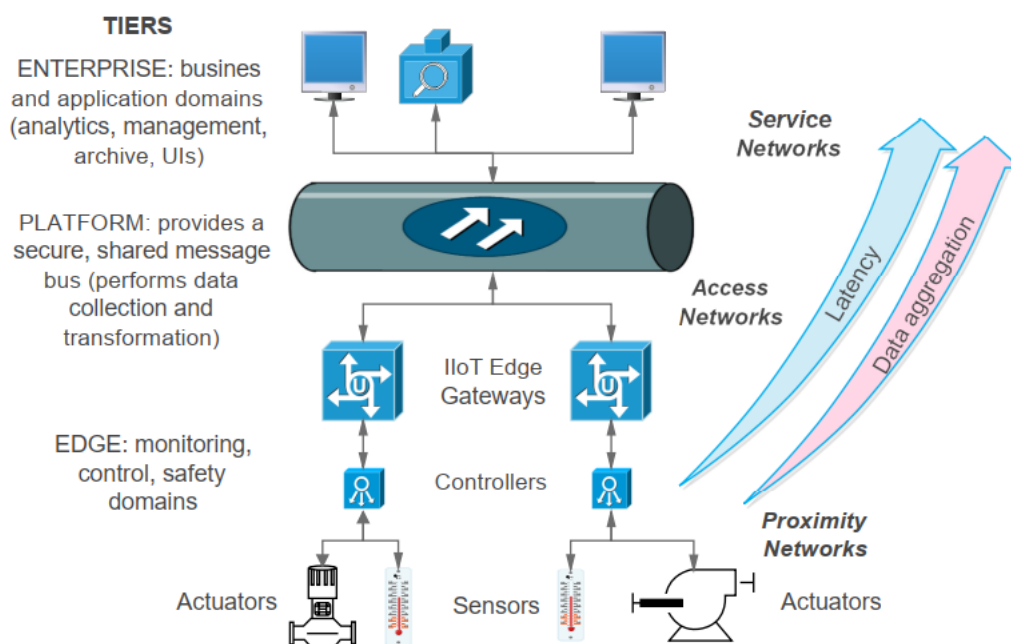 TIERS
ENTERPRISE: busines
and application domains
(analytics, management,
archive, UIs)
Service
Networks
PLATFORM: provides a
secure, shared message
bus (performs data
collection and
transformation)
Access
Networks
Latency
Data aggregation
IIoT Edge
Gateways
U
U
EDGE: monitoring,
control, safety
domains
Controllers
Proximity
Networks
Actuators
Sensors
Actuators